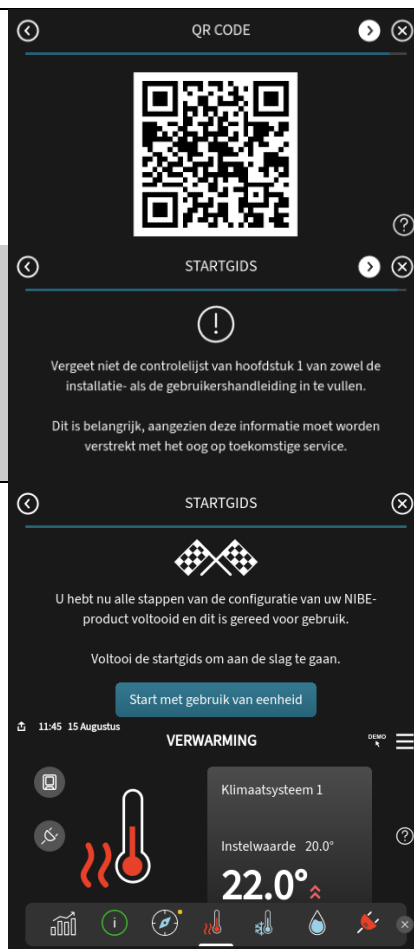 QR CODE
STARTGIDS
Vergeet niet de controlelijst van hoofdstuk 1 van zowel de
installatie- als de gebruikershandleiding in te vullen.
Dit is belangrijk, aangezien deze informatie moet worden
verstrekt met het oog op toekomstige service.
STARTGIDS
U hebt nu alle stappen van de configuratie van uw NIBE-
product voltooid en dit is gereed voor gebruik.
Voltooi de startgids om aan de slag te gaan.
Start met gebruik van eenheid
11:45 15 Augustus
VERWARMING
DEMO
Klimaatsysteem 1
Instelwaarde 20.0°
22.0°